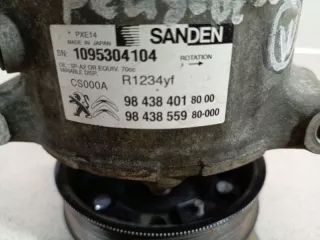 PXE14
MADE IN JAPAN
SANDEN
SN: 1095304104
ROTATION
OIL : SP-A2 OR EQUIV. 70cc
VARIABLE DISP.
CS000A
R1234yf
98 438 401 80 00
98 438 559 80-000